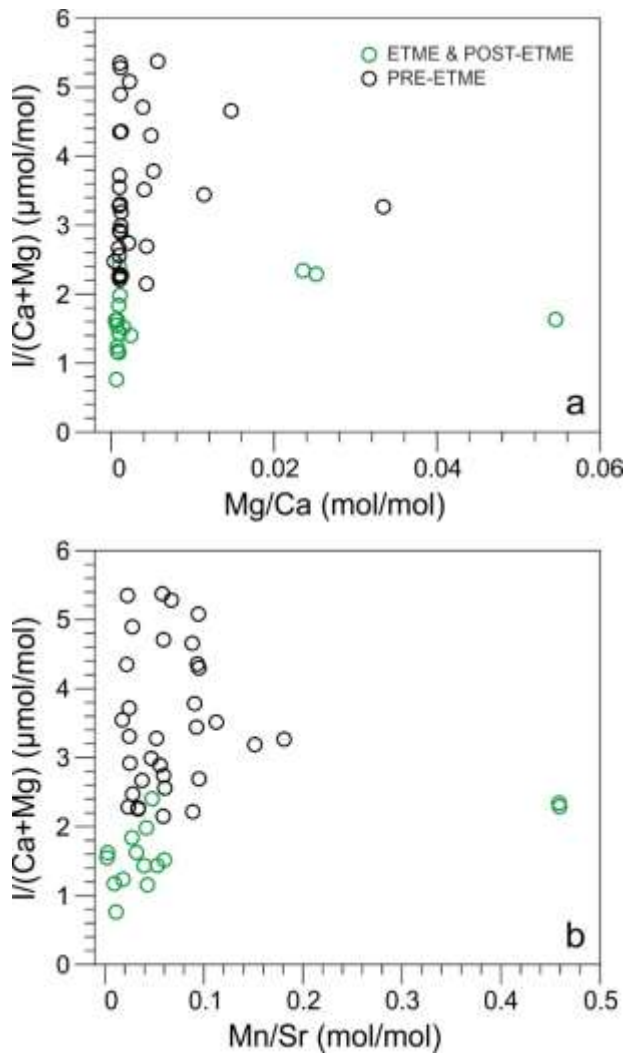 6
5
4
3
2
1
0
I/(Ca+Mg) (μmol/mol)
ETME & POST-ETME
PRE-ETME
a
0 0.02 0.04 0.06
Mg/Ca (mol/mol)
6
5
4
3
2
1
0
I/(Ca+Mg) (μmol/mol)
b
0 0.1 0.2 0.3 0.4 0.5
Mn/Sr (mol/mol)